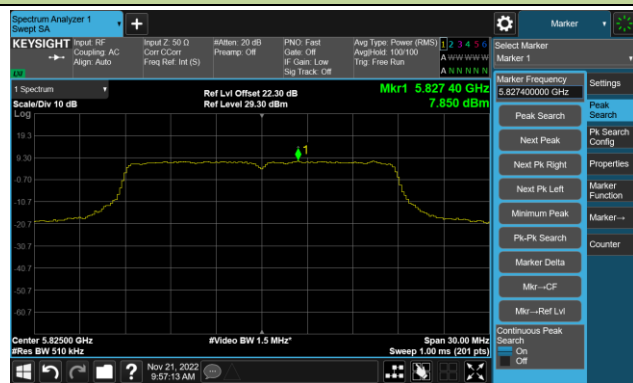 Spectrum Analyzer 1
Swept SA
Marker
KEYSIGHT
Input: RF
Coupling: AC
Align: Auto
Input Z: 50 Ω
Corr CCorr
Freq Ref: Int (S)
#Atten: 20 dB
Preamp: Off
PNO: Fast
Gate: Off
IF Gain: Low
Sig Track: Off
Avg Type: Power (RMS)
Avg|Hold: 100/100
Trig: Free Run
1 2 3 4 5 6
A W W W W W
A N N N N N
Select Marker
Marker 1
Marker Frequency
5.827400000 GHz
Peak Search
Next Peak
Next Pk Right
Next Pk Left
Minimum Peak
Pk-Pk Search
Marker Delta
Mkr→CF
Mkr→Ref Lvl
Continuous Peak
Search
On
Off
Settings
Peak
Search
Pk Search
Config
Properties
Marker
Function
Marker→
Counter
1 Spectrum
Scale/Div 10 dB
Log
Ref Lvl Offset 22.30 dB
Ref Level 29.30 dBm
Mkr1 5.827 40 GHz
7.850 dBm
1
19.3
9.30
-0.70
-10.7
-20.7
-30.7
-40.7
-50.7
-60.7
Center 5.82500 GHz
#Res BW 510 kHz
#Video BW 1.5 MHz*
Span 30.00 MHz
Sweep 1.00 ms (201 pts)
?
Nov 21, 2022
9:57:13 AM